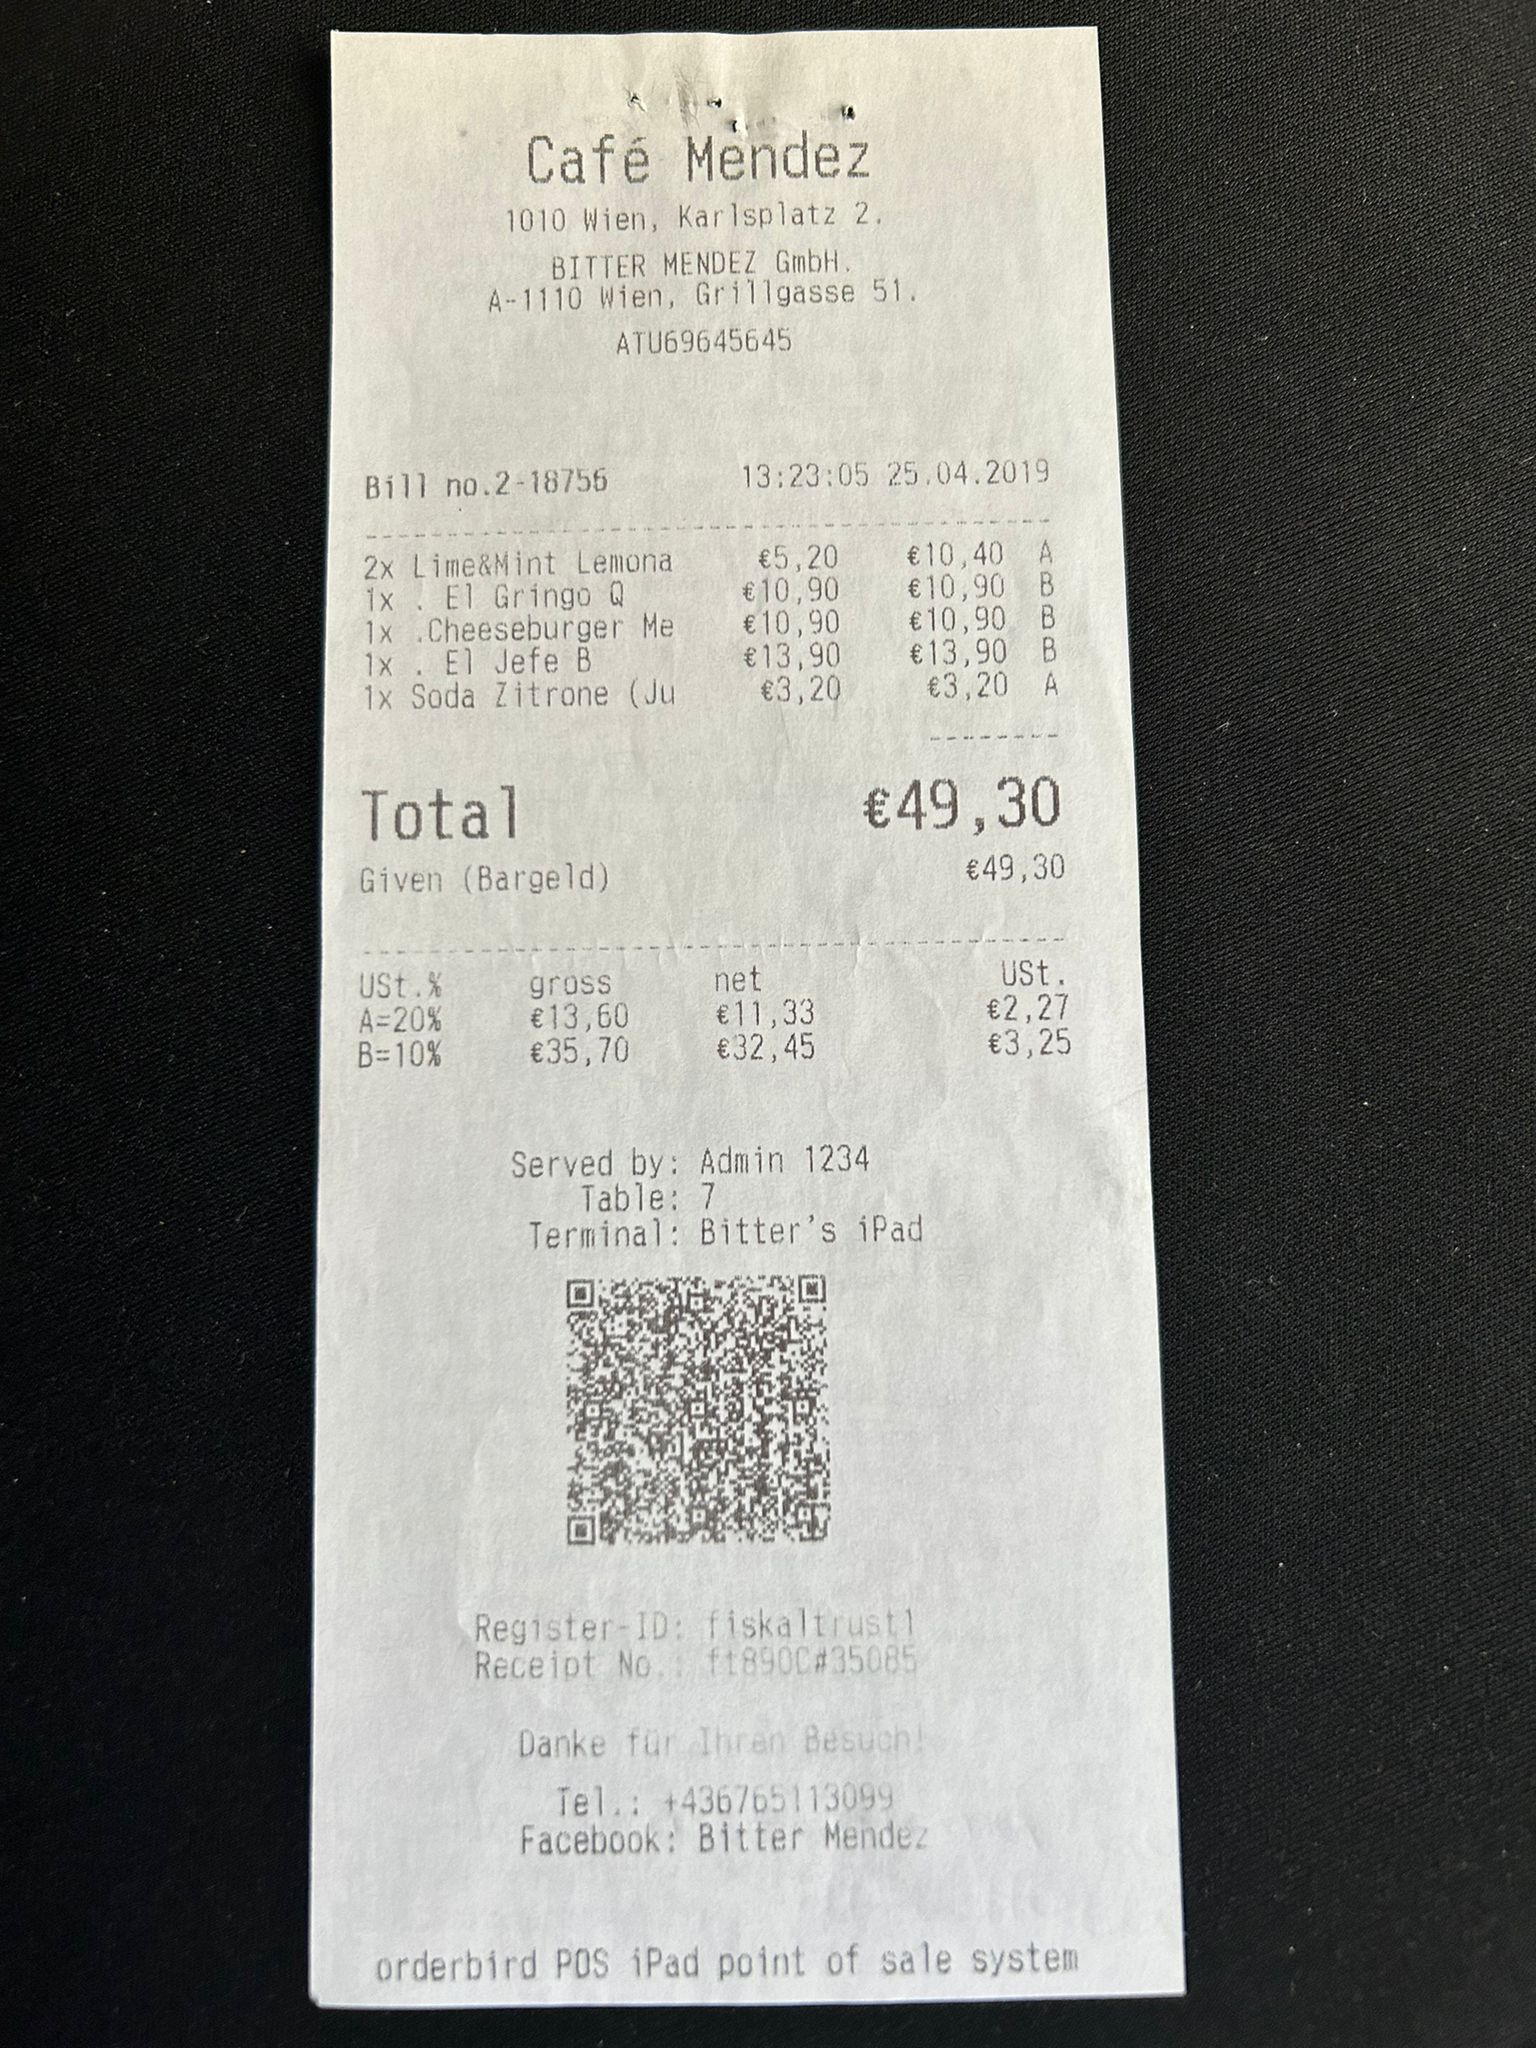 Café Mendez
1010 Wien, Karlsplatz 2.
BITTER MENDEZ GmbH.
A-1110 Wien, Grillgasse 51.
ATU69645645
Bill no.2-18756 13:23:05 25.04.2019
2x Lime&Mint Lemona €5,20 €10,40 A
1x . El Gringo Q €10,90 €10,90 B
1x .Cheeseburger Me €10,90 €10,90 B
1x . El Jefe B €13,90 €13,90 B
1x Soda Zitrone (Ju €3,20 €3,20 A
Total €49,30
Given (Bargeld) €49,30
USt.% gross net USt.
A=20% €13,60 €11,33 €2,27
B=10% €35,70 €32,45 €3,25
Served by: Admin 1234
Table: 7
Terminal: Bitter's iPad
Register-ID: fiskaltrust1
Receipt No.: ft890C#35085
Danke für Ihren Besuch!
Tel.: +436765113099
Facebook: Bitter Mendez
orderbird POS iPad point of sale system